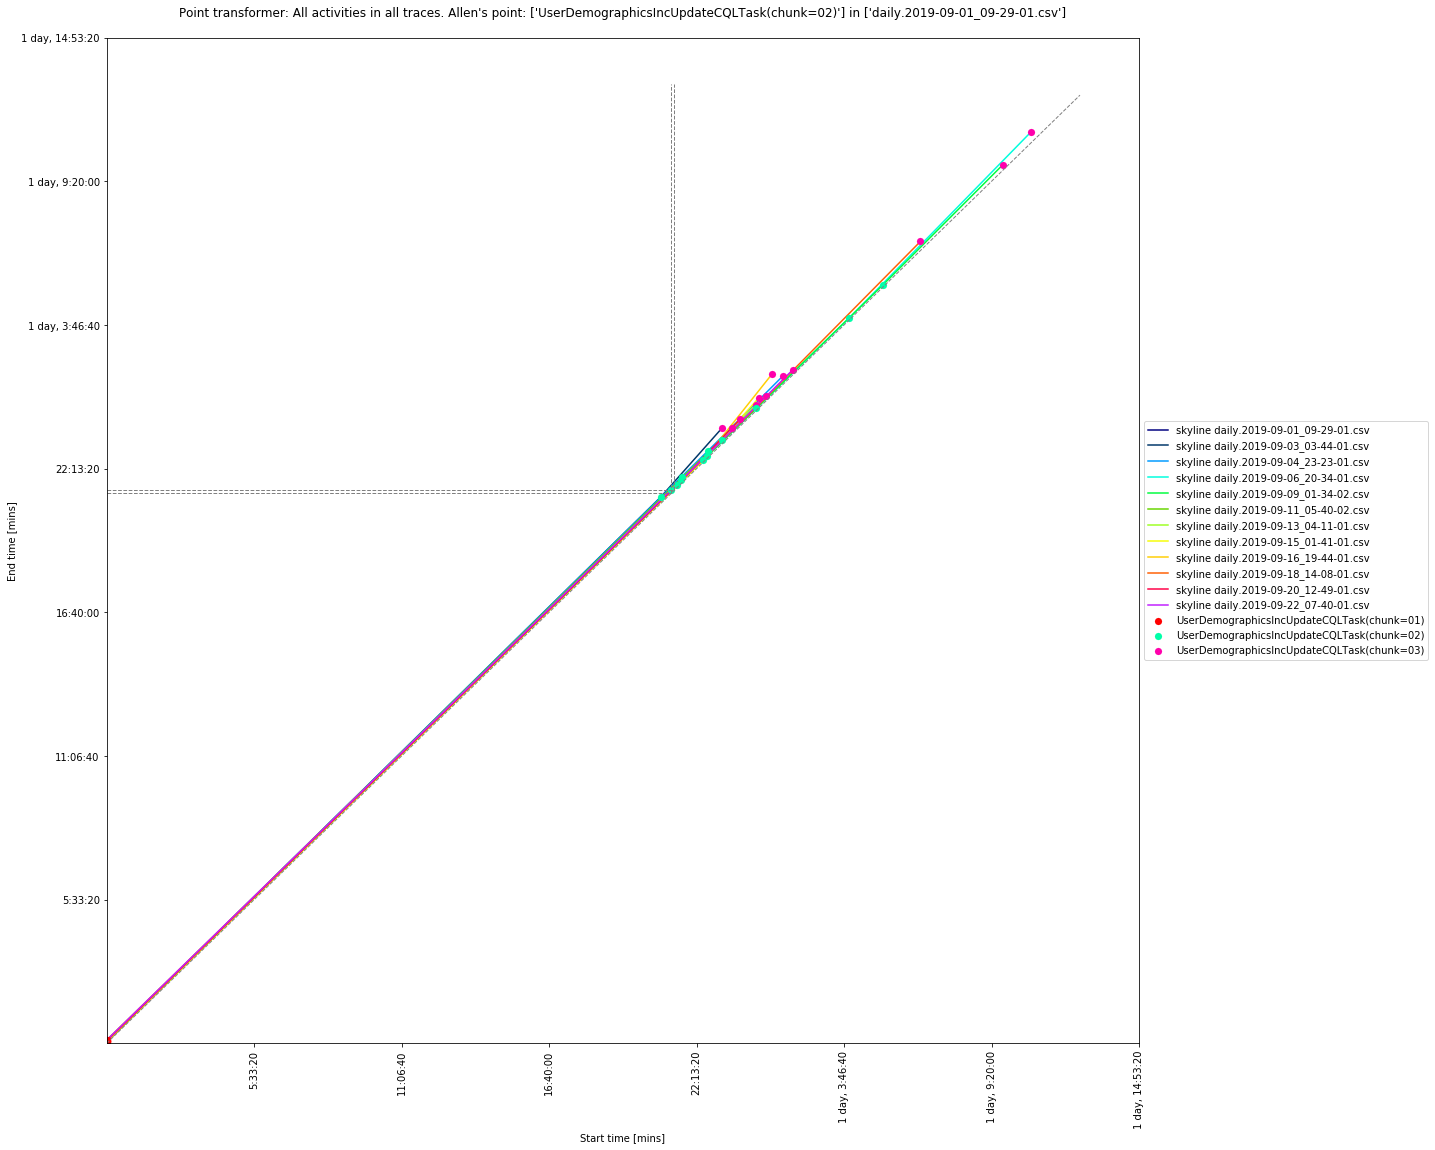 Point transformer: All activities in all traces. Allen's point: ['UserDemographicsIncUpdateCQLTask(chunk=02)'] in ['daily.2019-09-01_09-29-01.csv']
1 day, 14:53:20
1 day, 9:20:00
1 day, 3:46:40
22:13:20
16:40:00
11:06:40
5:33:20
End time [mins]
5:33:20
11:06:40
16:40:00
22:13:20
1 day, 3:46:40
1 day, 9:20:00
1 day, 14:53:20
Start time [mins]
skyline daily.2019-09-01_09-29-01.csv
skyline daily.2019-09-03_03-44-01.csv
skyline daily.2019-09-04_23-23-01.csv
skyline daily.2019-09-06_20-34-01.csv
skyline daily.2019-09-09_01-34-02.csv
skyline daily.2019-09-11_05-40-02.csv
skyline daily.2019-09-13_04-11-01.csv
skyline daily.2019-09-15_01-41-01.csv
skyline daily.2019-09-16_19-44-01.csv
skyline daily.2019-09-18_14-08-01.csv
skyline daily.2019-09-20_12-49-01.csv
skyline daily.2019-09-22_07-40-01.csv
UserDemographicsIncUpdateCQLTask(chunk=01)
UserDemographicsIncUpdateCQLTask(chunk=02)
UserDemographicsIncUpdateCQLTask(chunk=03)